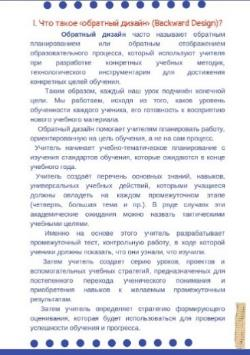 I. Что такое «обратный дизайн» (Backward Design)?
Обратный дизайн часто называют обратным
планированием или обратным отображением
образовательного процесса, который используют учителя
при разработке конкретных учебных методик,
технологического инструментария для достижения
конкретных целей обучения.
Таким образом, каждый наш урок подчинён конечной
цели. Мы работаем, исходя из того, каков уровень
обученности каждого ученика, его готовность к восприятию
нового учебного материала.
Обратный дизайн помогает учителям планировать работу,
ориентированную на цель обучения, а не на сам процесс.
Учитель начинает учебно-тематическое планирование с
изучения стандартов обучения, которые ожидаются в конце
учебного года.
Учитель создаёт перечень основных знаний, навыков,
универсальных учебных действий, которыми учащиеся
должны овладеть на каждом промежуточном этапе
(четверть, большая тема и пр.). В ряде случаев эти
академические ожидания можно назвать тактическими
учебными целями.
Именно на основе этого учитель разрабатывает
промежуточный тест, контрольную работу, в ходе которой
ученики должны показать, что они узнали, что изучили.
Затем учитель создает серии уроков, проектов и
вспомогательных учебных стратегий, предназначенных для
постепенного перехода ученического понимания и
приобретения навыков к желаемым промежуточным
результатам.
Затем учитель определяет стратегию формирующего
оценивания, которая будет использоваться для проверки
успешности обучения и прогресса.